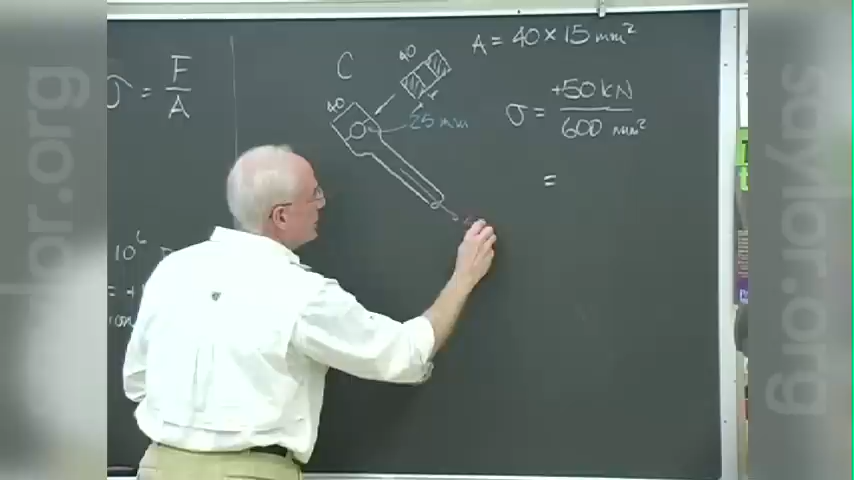 σ = F
A
C
40
40
25 mm
A = 40 × 15 mm²
σ = +50 kN
600 mm²
=
10⁶
saylor.org
saylor.org